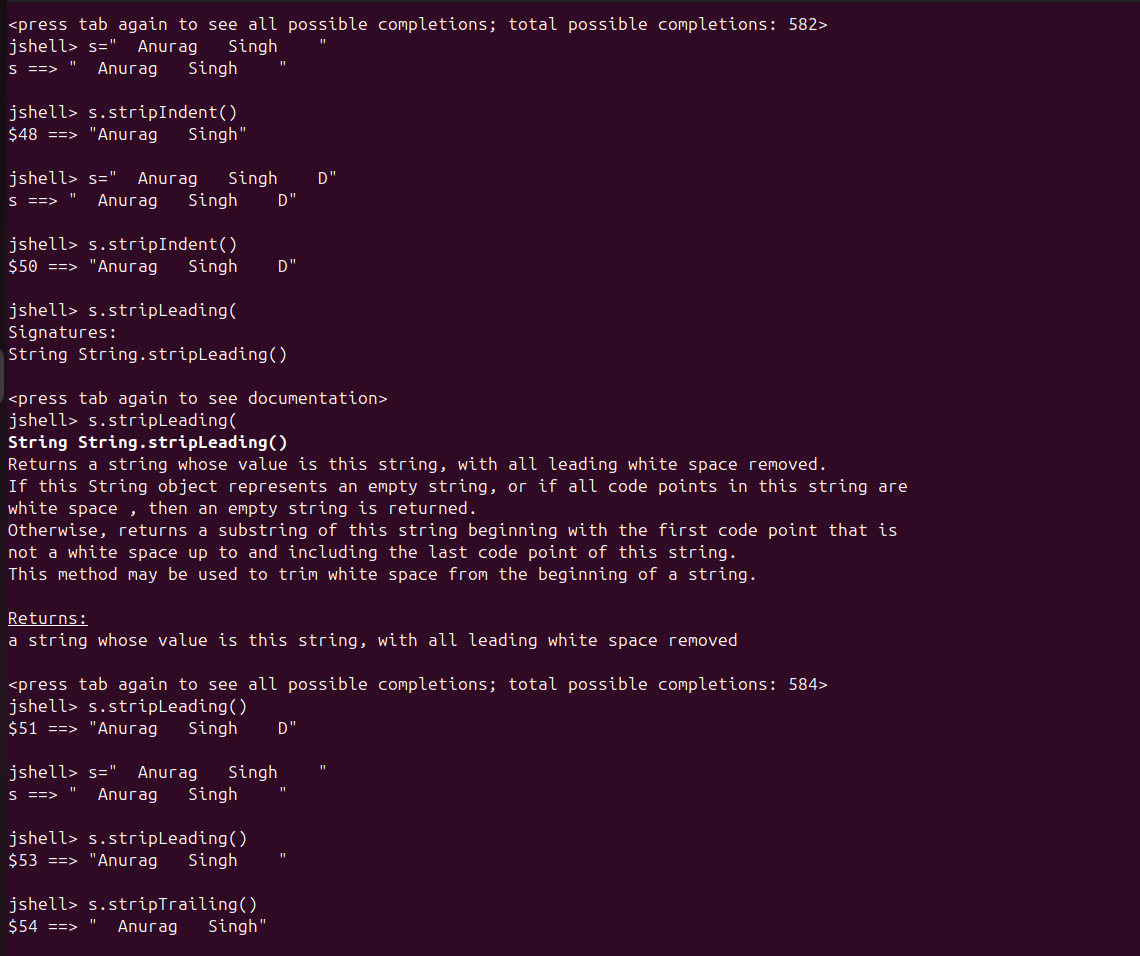 <press tab again to see all possible completions; total possible completions: 582>
jshell> s="  Anurag   Singh    "
s ==> "  Anurag   Singh    "
jshell> s.stripIndent()
$48 ==> "Anurag   Singh"
jshell> s="  Anurag   Singh    D"
s ==> "  Anurag   Singh    D"
jshell> s.stripIndent()
$50 ==> "Anurag   Singh    D"
jshell> s.stripLeading(
Signatures:
String String.stripLeading()
<press tab again to see documentation>
jshell> s.stripLeading(
String String.stripLeading()
Returns a string whose value is this string, with all leading white space removed.
If this String object represents an empty string, or if all code points in this string are
white space , then an empty string is returned.
Otherwise, returns a substring of this string beginning with the first code point that is
not a white space up to and including the last code point of this string.
This method may be used to trim white space from the beginning of a string.
Returns:
a string whose value is this string, with all leading white space removed
<press tab again to see all possible completions; total possible completions: 584>
jshell> s.stripLeading()
$51 ==> "Anurag   Singh    D"
jshell> s="  Anurag   Singh    "
s ==> "  Anurag   Singh    "
jshell> s.stripLeading()
$53 ==> "Anurag   Singh    "
jshell> s.stripTrailing()
$54 ==> "  Anurag   Singh"